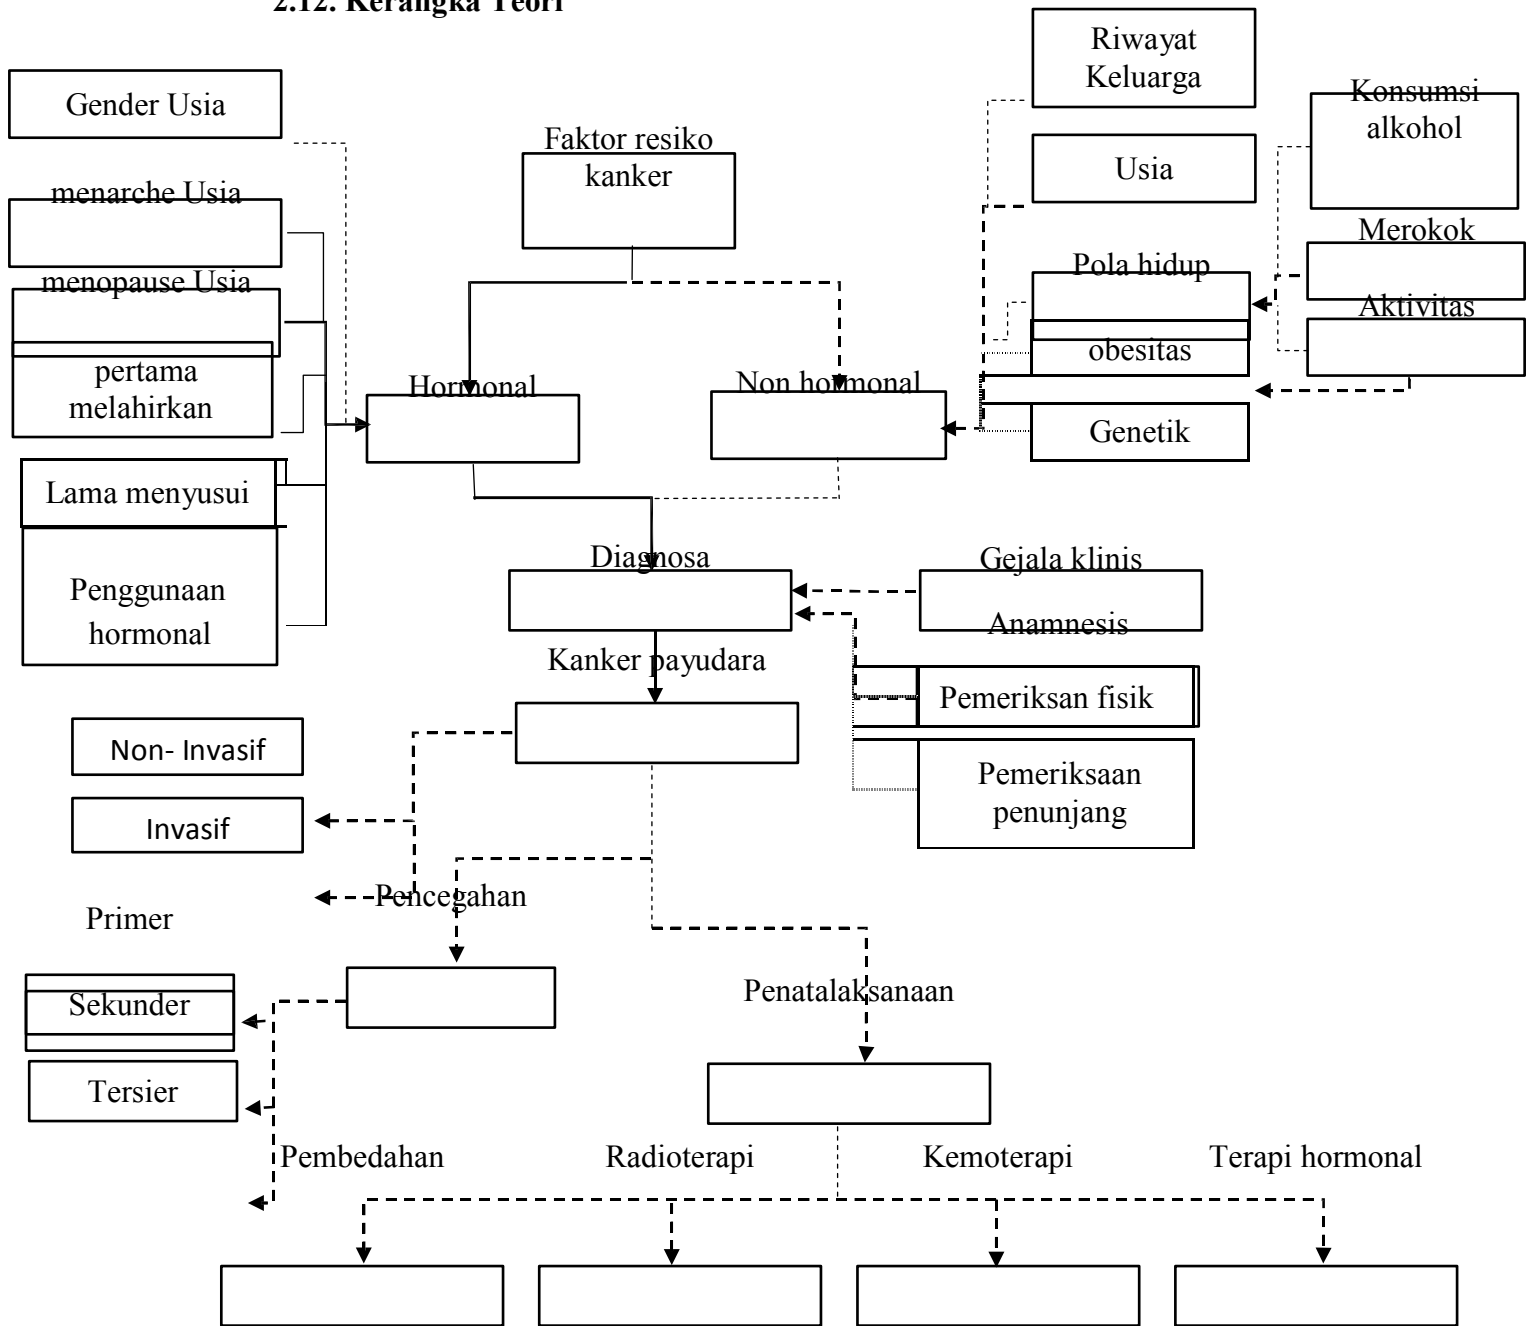 2.12. Kerangka Teori
Riwayat
Keluarga
Konsumsi
alkohol
Gender Usia
Faktor resiko
kanker
Usia
menarche Usia
Merokok
Pola hidup
menopause Usia
Aktivitas
obesitas
pertama
melahirkan
Hormonal
Non hormonal
Genetik
Lama menyusui
Diagnosa
Gejala klinis
Penggunaan
hormonal
Anamnesis
Kanker payudara
Pemeriksan fisik
Non- Invasif
Pemeriksaan
penunjang
Invasif
Pencegahan
Primer
Penatalaksanaan
Sekunder
Tersier
Pembedahan
Radioterapi
Kemoterapi
Terapi hormonal